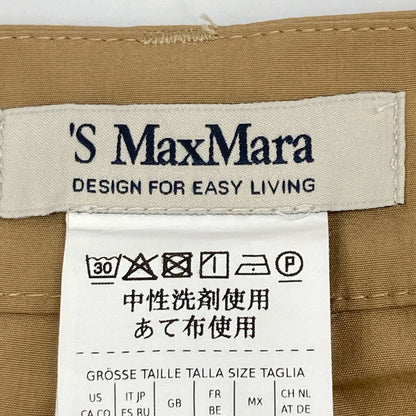 'S MaxMara
DESIGN FOR EASY LIVING
30 P
中性洗剤使用
あて布使用
GRÖSSE TAILLE TALLA SIZE TAGLIA
US IT JP GB FR MX CH NL
CA CO ES RU BE AT DE